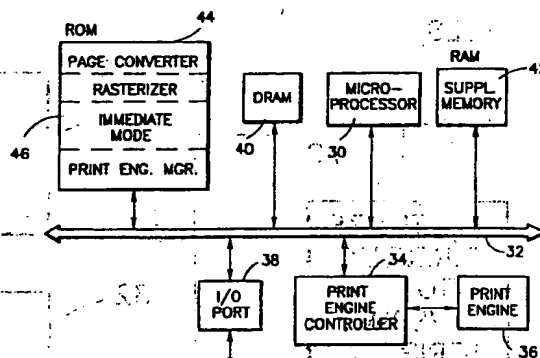 ROM
44
PAGE CONVERTER
RASTERIZER
IMMEDIATE
MODE
PRINT ENG. MGR.
46
DRAM
40
MICRO-
PROCESSOR
30
RAM
SUPPL.
MEMORY
32
38
I/O
PORT
34
PRINT
ENGINE
CONTROLLER
PRINT
ENGINE
36